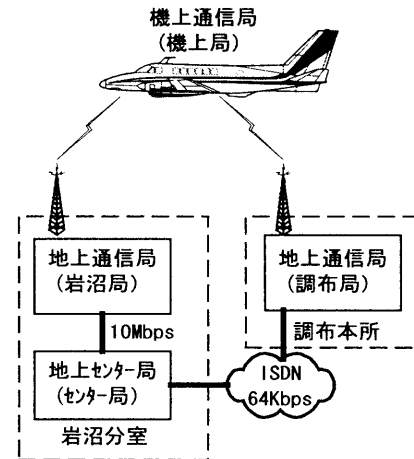 機上通信局
(機上局)
地上通信局
(岩沼局)
10Mbps
地上ｾﾝﾀｰ局
(ｾﾝﾀｰ局)
岩沼分室
地上通信局
(調布局)
調布本所
ISDN
64Kbps